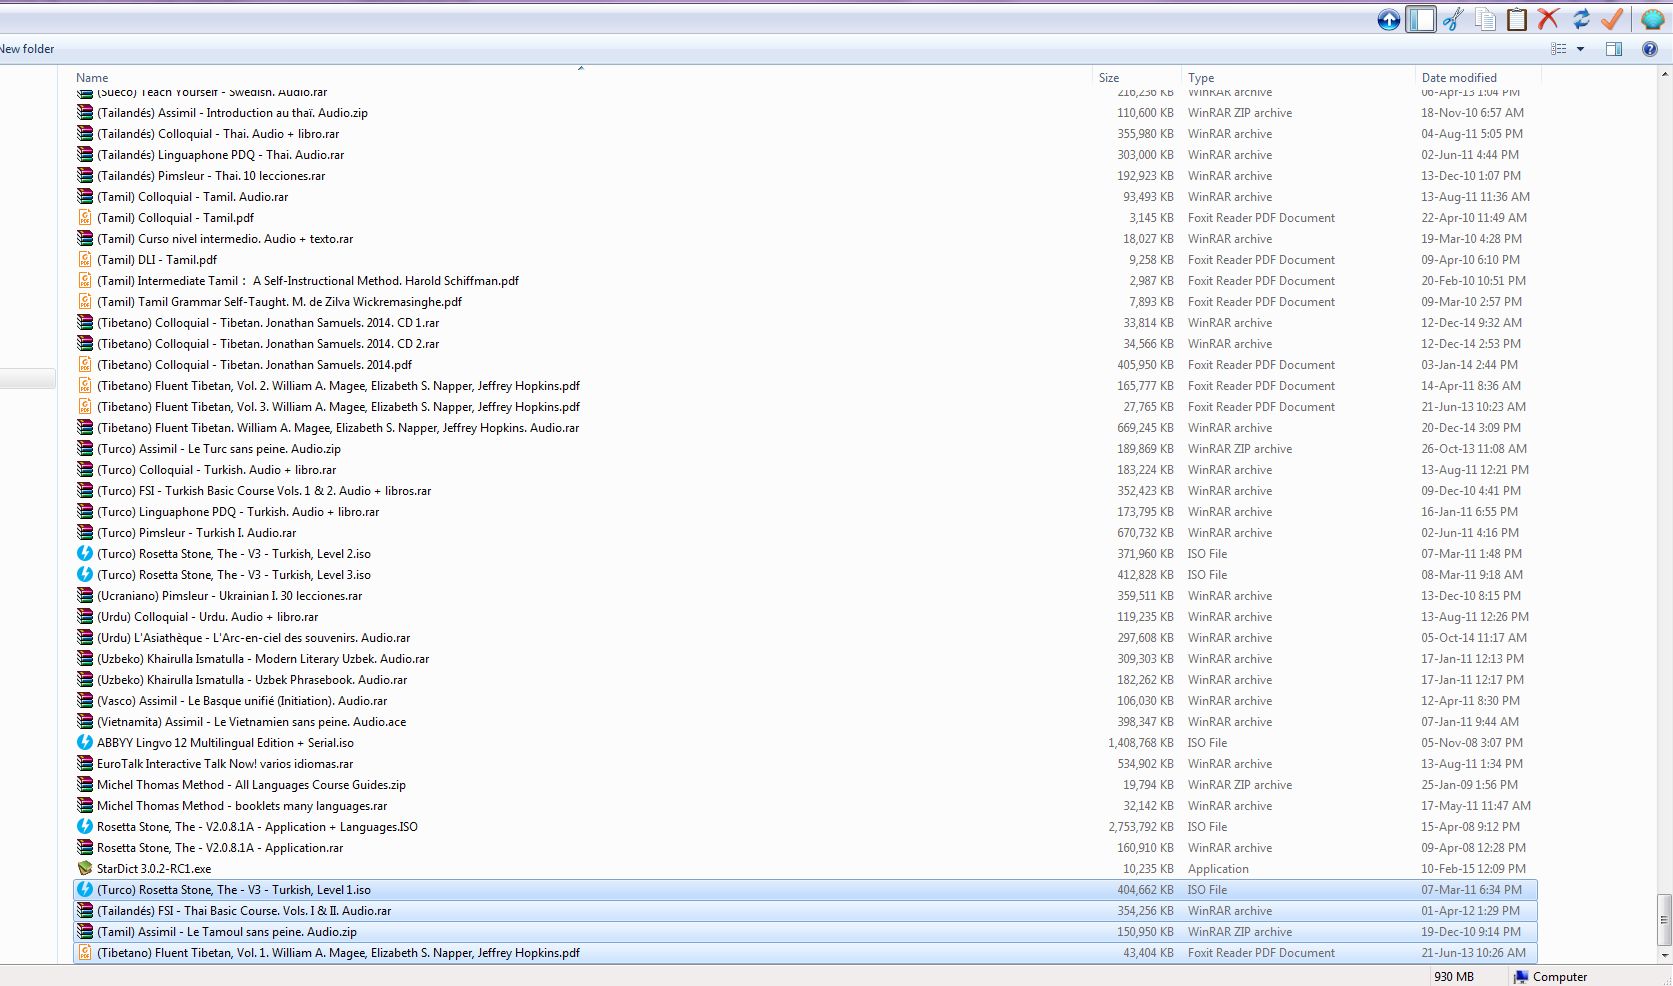 New folder
Name Size Type Date modified
(Sueco) Teach Yourself - Swedish. Audio.rar 216,236 KB WinRAR archive 06-Apr-13 1:04 PM
(Tailandés) Assimil - Introduction au thaï. Audio.zip 110,600 KB WinRAR ZIP archive 18-Nov-10 6:57 AM
(Tailandés) Colloquial - Thai. Audio + libro.rar 355,980 KB WinRAR archive 04-Aug-11 5:05 PM
(Tailandés) Linguaphone PDQ - Thai. Audio.rar 303,000 KB WinRAR archive 02-Jun-11 4:44 PM
(Tailandés) Pimsleur - Thai. 10 lecciones.rar 192,923 KB WinRAR archive 13-Dec-10 1:07 PM
(Tamil) Colloquial - Tamil. Audio.rar 93,493 KB WinRAR archive 13-Aug-11 11:36 AM
(Tamil) Colloquial - Tamil.pdf 3,145 KB Foxit Reader PDF Document 22-Apr-10 11:49 AM
(Tamil) Curso nivel intermedio. Audio + texto.rar 18,027 KB WinRAR archive 19-Mar-10 4:28 PM
(Tamil) DLI - Tamil.pdf 9,258 KB Foxit Reader PDF Document 09-Apr-10 6:10 PM
(Tamil) Intermediate Tamil : A Self-Instructional Method. Harold Schiffman.pdf 2,987 KB Foxit Reader PDF Document 20-Feb-10 10:51 PM
(Tamil) Tamil Grammar Self-Taught. M. de Zilva Wickremasinghe.pdf 7,893 KB Foxit Reader PDF Document 09-Mar-10 2:57 PM
(Tibetano) Colloquial - Tibetan. Jonathan Samuels. 2014. CD 1.rar 33,814 KB WinRAR archive 12-Dec-14 9:32 AM
(Tibetano) Colloquial - Tibetan. Jonathan Samuels. 2014. CD 2.rar 34,566 KB WinRAR archive 12-Dec-14 2:53 PM
(Tibetano) Colloquial - Tibetan. Jonathan Samuels. 2014.pdf 405,950 KB Foxit Reader PDF Document 03-Jan-14 2:44 PM
(Tibetano) Fluent Tibetan, Vol. 2. William A. Magee, Elizabeth S. Napper, Jeffrey Hopkins.pdf 165,777 KB Foxit Reader PDF Document 14-Apr-11 8:36 AM
(Tibetano) Fluent Tibetan, Vol. 3. William A. Magee, Elizabeth S. Napper, Jeffrey Hopkins.pdf 27,765 KB Foxit Reader PDF Document 21-Jun-13 10:23 AM
(Tibetano) Fluent Tibetan. William A. Magee, Elizabeth S. Napper, Jeffrey Hopkins. Audio.rar 669,245 KB WinRAR archive 20-Dec-14 3:09 PM
(Turco) Assimil - Le Turc sans peine. Audio.zip 189,869 KB WinRAR ZIP archive 26-Oct-13 11:08 AM
(Turco) Colloquial - Turkish. Audio + libro.rar 183,224 KB WinRAR archive 13-Aug-11 12:21 PM
(Turco) FSI - Turkish Basic Course Vols. 1 & 2. Audio + libros.rar 352,423 KB WinRAR archive 09-Dec-10 4:41 PM
(Turco) Linguaphone PDQ - Turkish. Audio + libro.rar 173,795 KB WinRAR archive 16-Jan-11 6:55 PM
(Turco) Pimsleur - Turkish I. Audio.rar 670,732 KB WinRAR archive 02-Jun-11 4:16 PM
(Turco) Rosetta Stone, The - V3 - Turkish, Level 2.iso 371,960 KB ISO File 07-Mar-11 1:48 PM
(Turco) Rosetta Stone, The - V3 - Turkish, Level 3.iso 412,828 KB ISO File 08-Mar-11 9:18 AM
(Ucraniano) Pimsleur - Ukrainian I. 30 lecciones.rar 359,511 KB WinRAR archive 13-Dec-10 8:15 PM
(Urdu) Colloquial - Urdu. Audio + libro.rar 119,235 KB WinRAR archive 13-Aug-11 12:26 PM
(Urdu) L'Asiathèque - L'Arc-en-ciel des souvenirs. Audio.rar 297,608 KB WinRAR archive 05-Oct-14 11:17 AM
(Uzbeko) Khairulla Ismatulla - Modern Literary Uzbek. Audio.rar 309,303 KB WinRAR archive 17-Jan-11 12:13 PM
(Uzbeko) Khairulla Ismatulla - Uzbek Phrasebook. Audio.rar 182,262 KB WinRAR archive 17-Jan-11 12:17 PM
(Vasco) Assimil - Le Basque unifié (Initiation). Audio.rar 106,030 KB WinRAR archive 12-Apr-11 8:30 PM
(Vietnamita) Assimil - Le Vietnamien sans peine. Audio.ace 398,347 KB WinRAR archive 07-Jan-11 9:44 AM
ABBYY Lingvo 12 Multilingual Edition + Serial.iso 1,408,768 KB ISO File 05-Nov-08 3:07 PM
EuroTalk Interactive Talk Now! varios idiomas.rar 534,902 KB WinRAR archive 13-Aug-11 1:34 PM
Michel Thomas Method - All Languages Course Guides.zip 19,794 KB WinRAR ZIP archive 25-Jan-09 1:56 PM
Michel Thomas Method - booklets many languages.rar 32,142 KB WinRAR archive 17-May-11 11:47 AM
Rosetta Stone, The - V2.0.8.1A - Application + Languages.ISO 2,753,792 KB ISO File 15-Apr-08 9:12 PM
Rosetta Stone, The - V2.0.8.1A - Application.rar 160,910 KB WinRAR archive 09-Apr-08 12:28 PM
StarDict 3.0.2-RC1.exe 10,235 KB Application 10-Feb-15 12:09 PM
(Turco) Rosetta Stone, The - V3 - Turkish, Level 1.iso 404,662 KB ISO File 07-Mar-11 6:34 PM
(Tailandés) FSI - Thai Basic Course. Vols. I & II. Audio.rar 354,256 KB WinRAR archive 01-Apr-12 1:29 PM
(Tamil) Assimil - Le Tamoul sans peine. Audio.zip 150,950 KB WinRAR ZIP archive 19-Dec-10 9:14 PM
(Tibetano) Fluent Tibetan, Vol. 1. William A. Magee, Elizabeth S. Napper, Jeffrey Hopkins.pdf 43,404 KB Foxit Reader PDF Document 21-Jun-13 10:26 AM
930 MB Computer